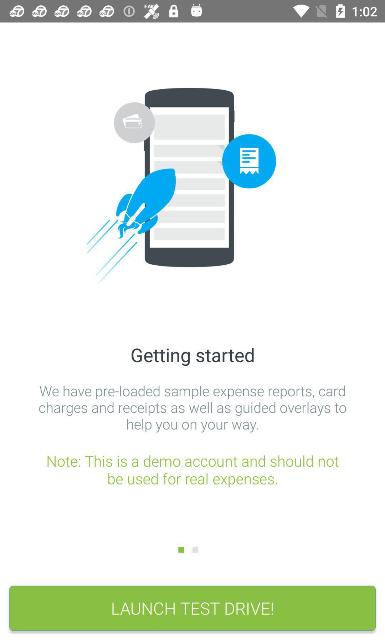 1:02
Getting started
We have pre-loaded sample expense reports, card
charges and receipts as well as guided overlays to
help you on your way.
Note: This is a demo account and should not
be used for real expenses.
LAUNCH TEST DRIVE!